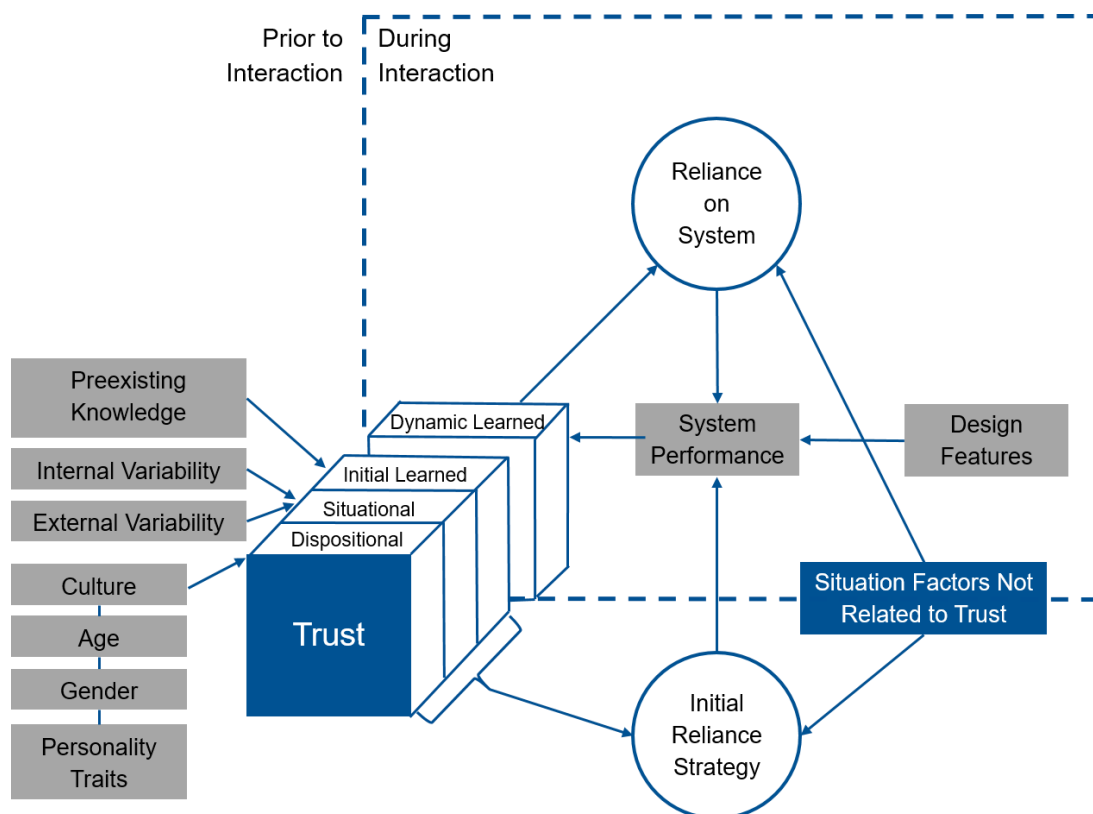 Prior to
Interaction
During
Interaction
Reliance
on
System
Preexisting
Knowledge
Internal Variability
External Variability
Culture
Age
Gender
Personality
Traits
Dynamic Learned
Initial Learned
Situational
Dispositional
Trust
System
Performance
Design
Features
Situation Factors Not
Related to Trust
Initial
Reliance
Strategy